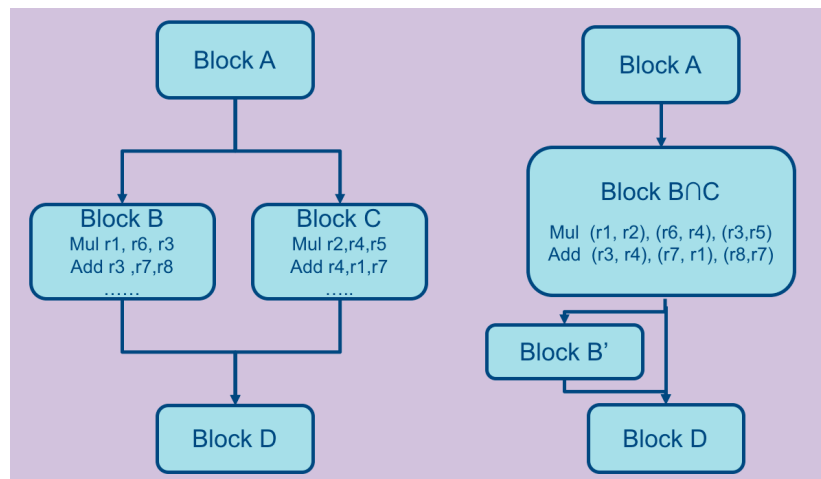 Block A
Block B
Mul r1, r6, r3
Add r3 ,r7,r8
……
Block C
Mul r2,r4,r5
Add r4,r1,r7
…..
Block D
Block A
Block B∩C
Mul (r1, r2), (r6, r4), (r3,r5)
Add (r3, r4), (r7, r1), (r8,r7)
Block B’
Block D